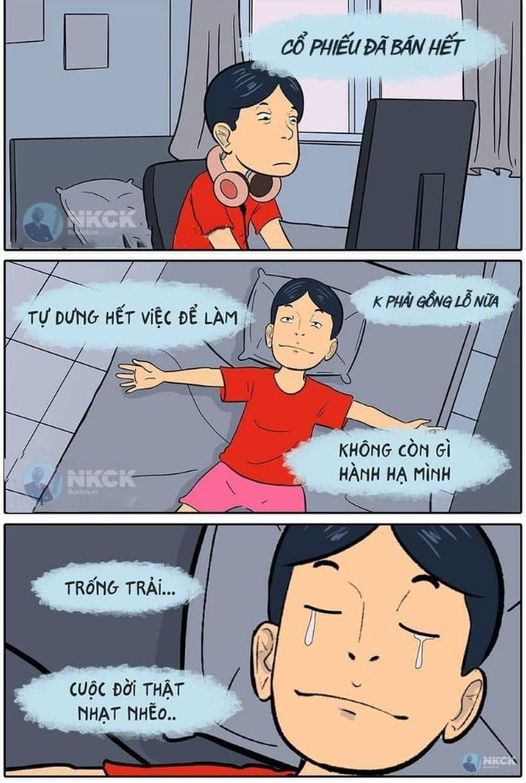 CỔ PHIẾU ĐÃ BÁN HẾT
NKCK
TỰ DƯNG HẾT VIỆC ĐỂ LÀM
K PHẢI GỒNG LỖ NỮA
KHÔNG CÒN GÌ
HÀNH HẠ MÌNH
NKCK
TRỐNG TRẢI...
CUỘC ĐỜI THẬT
NHẠT NHẼO..
NKCK